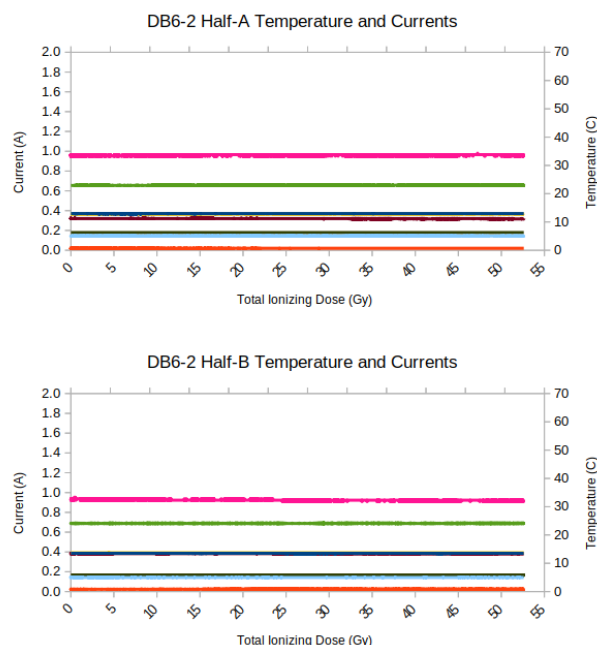 DB6-2 Half-A Temperature and Currents
2.0 70
1.8
1.6 60
1.4 50
1.2 40
1.0
0.8 30
0.6 20
0.4
0.2 10
0.0 0
Current (A)
Temperature (C)
0 5 10 15 20 25 30 35 40 45 50 55
Total Ionizing Dose (Gy)
DB6-2 Half-B Temperature and Currents
2.0 70
1.8
1.6 60
1.4 50
1.2 40
1.0
0.8 30
0.6 20
0.4
0.2 10
0.0 0
Current (A)
Temperature (C)
0 5 10 15 20 25 30 35 40 45 50 55
Total Ionizing Dose (Gy)